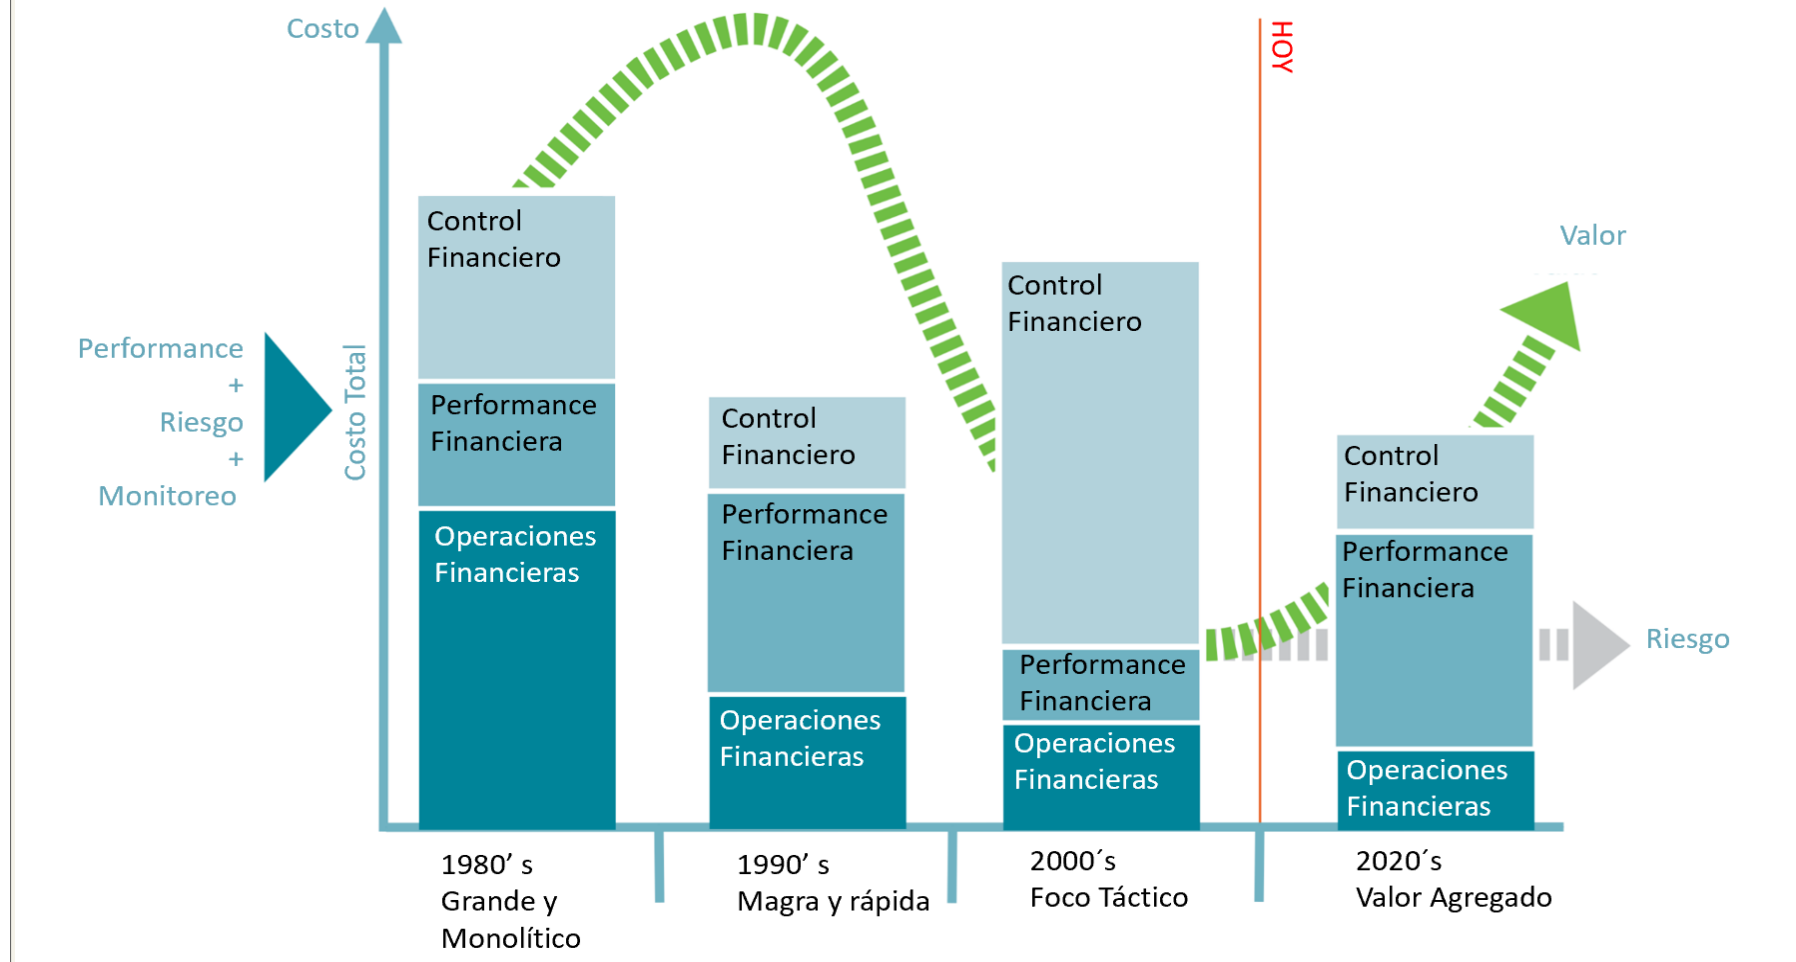 Costo
HOY
Valor
Performance
+
Riesgo
+
Monitoreo
Costo Total
Control
Financiero
Performance
Financiera
Operaciones
Financieras
Control
Financiero
Performance
Financiera
Operaciones
Financieras
Control
Financiero
Performance
Financiera
Operaciones
Financieras
Control
Financiero
Performance
Financiera
Operaciones
Financieras
Riesgo
1980’ s
Grande y
Monolítico
1990’ s
Magra y rápida
2000´s
Foco Táctico
2020´s
Valor Agregado